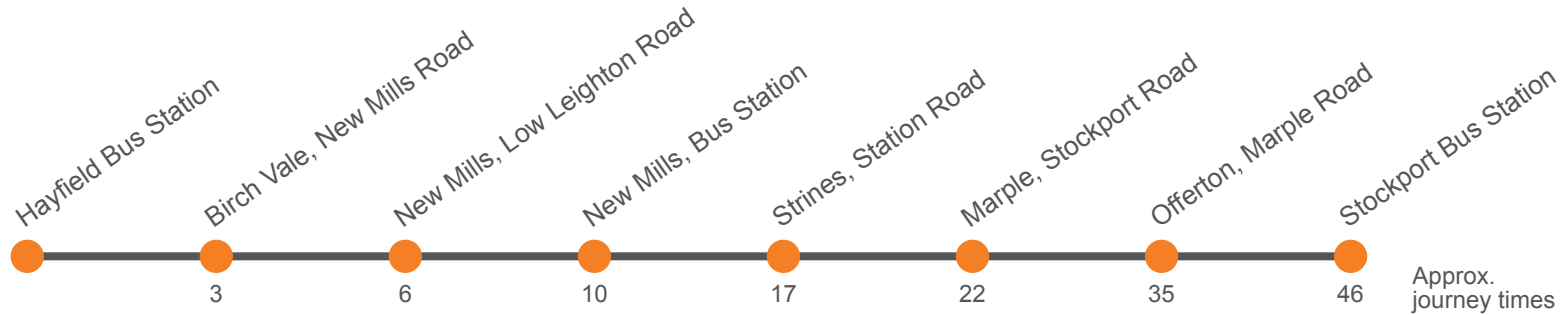 Hayfield Bus Station
Birch Vale, New Mills Road
New Mills, Low Leighton Road
New Mills, Bus Station
Strines, Station Road
Marple, Stockport Road
Offerton, Marple Road
Stockport Bus Station
3
6
10
17
22
35
46
Approx.
journey times